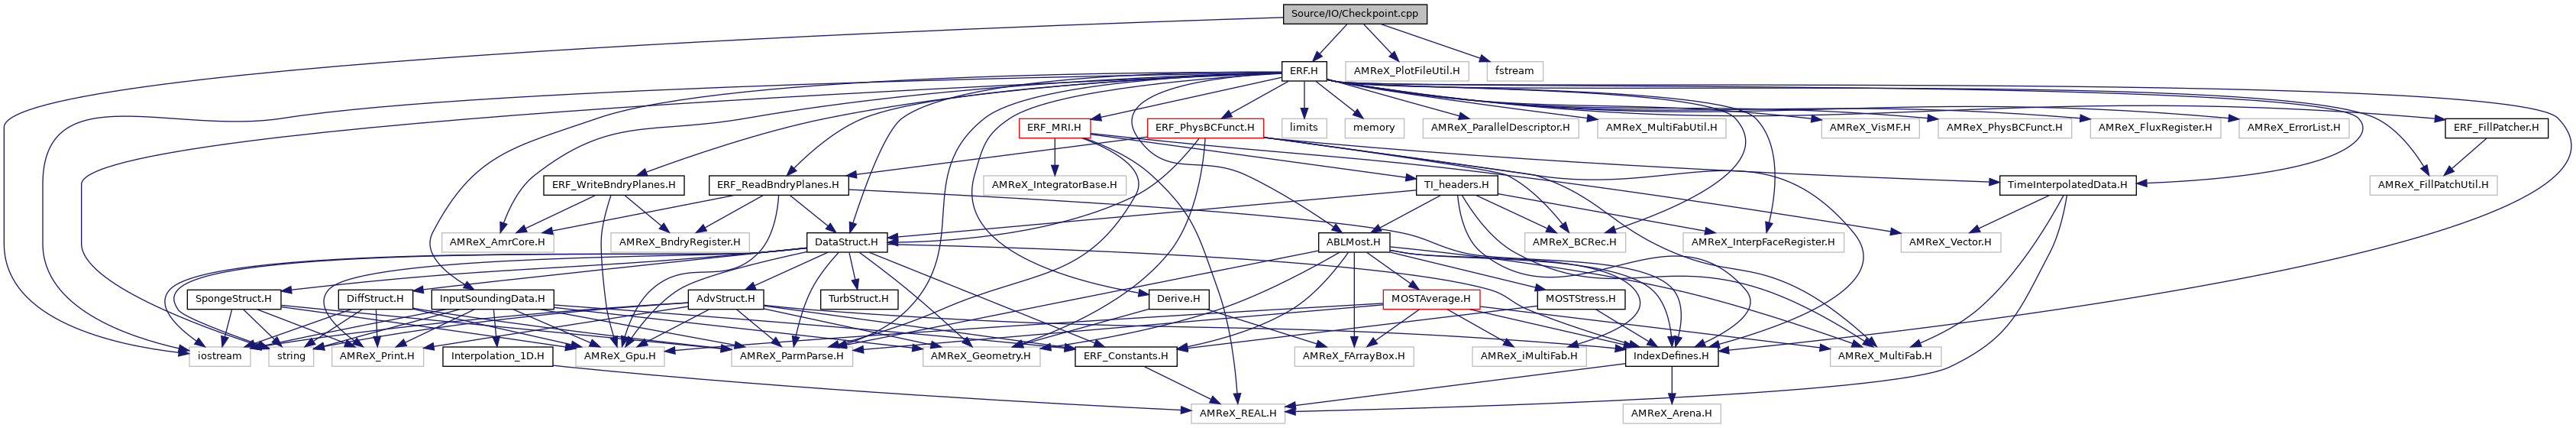 Source/IO/Checkpoint.cpp
ERF.H
AMReX_PlotFileUtil.H
fstream
ERF_MRI.H
ERF_PhysBCFunct.H
limits
memory
AMReX_ParallelDescriptor.H
AMReX_MultiFabUtil.H
AMReX_VisMF.H
AMReX_PhysBCFunct.H
AMReX_FluxRegister.H
AMReX_ErrorList.H
ERF_FillPatcher.H
ERF_WriteBndryPlanes.H
ERF_ReadBndryPlanes.H
AMReX_IntegratorBase.H
TI_headers.H
TimeInterpolatedData.H
AMReX_FillPatchUtil.H
AMReX_AmrCore.H
AMReX_BndryRegister.H
DataStruct.H
ABLMost.H
AMReX_BCRec.H
AMReX_InterpFaceRegister.H
AMReX_Vector.H
SpongeStruct.H
DiffStruct.H
InputSoundingData.H
AdvStruct.H
TurbStruct.H
Derive.H
MOSTAverage.H
MOSTStress.H
iostream
string
AMReX_Print.H
Interpolation_1D.H
AMReX_Gpu.H
AMReX_ParmParse.H
AMReX_Geometry.H
ERF_Constants.H
AMReX_FArrayBox.H
AMReX_iMultiFab.H
IndexDefines.H
AMReX_MultiFab.H
AMReX_REAL.H
AMReX_Arena.H